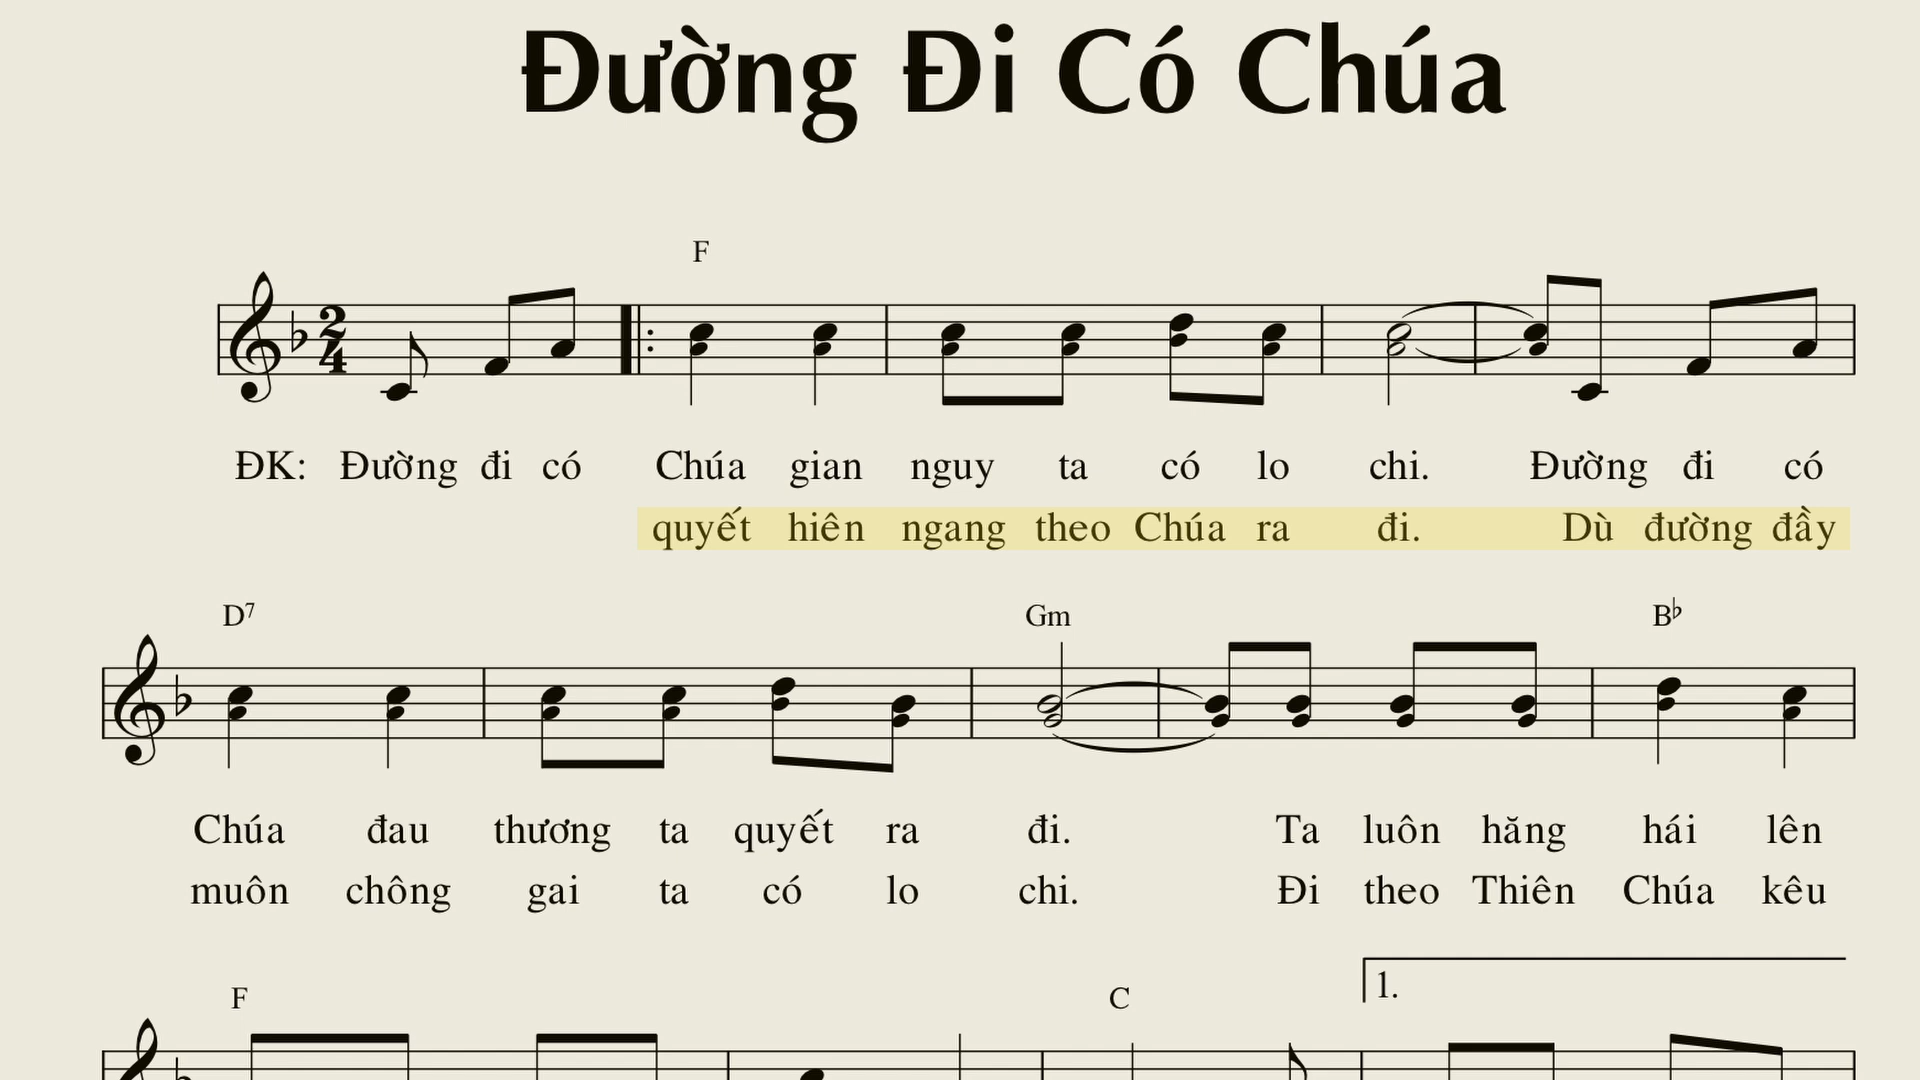 Đường Đi Có Chúa
F
2
4
ĐK: Đường đi có Chúa gian nguy ta có lo chi. Đường đi có
quyết hiên ngang theo Chúa ra đi. Dù đường đầy
D7 Gm B♭
Chúa đau thương ta quyết ra đi. Ta luôn hăng hái lên
muôn chông gai ta có lo chi. Đi theo Thiên Chúa kêu
F C 1.